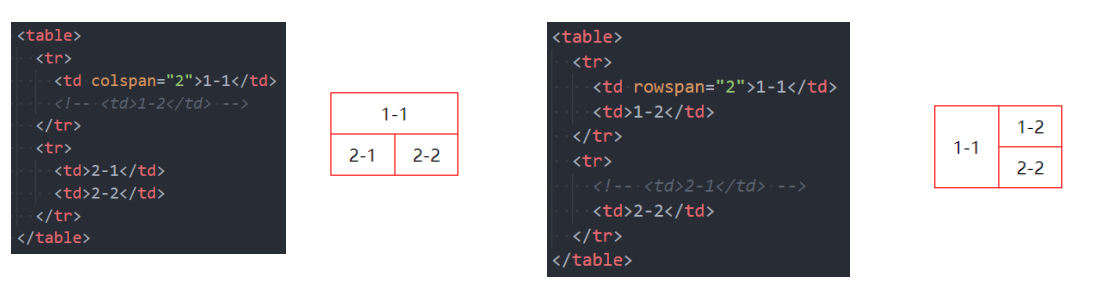 <table>
<tr>
<td colspan="2">1-1</td>
<!-- <td>1-2</td> -->
</tr>
<tr>
<td>2-1</td>
<td>2-2</td>
</tr>
</table>
1-1
2-1 2-2
<table>
<tr>
<td rowspan="2">1-1</td>
<td>1-2</td>
</tr>
<tr>
<!-- <td>2-1</td> -->
<td>2-2</td>
</tr>
</table>
1-2
1-1
2-2